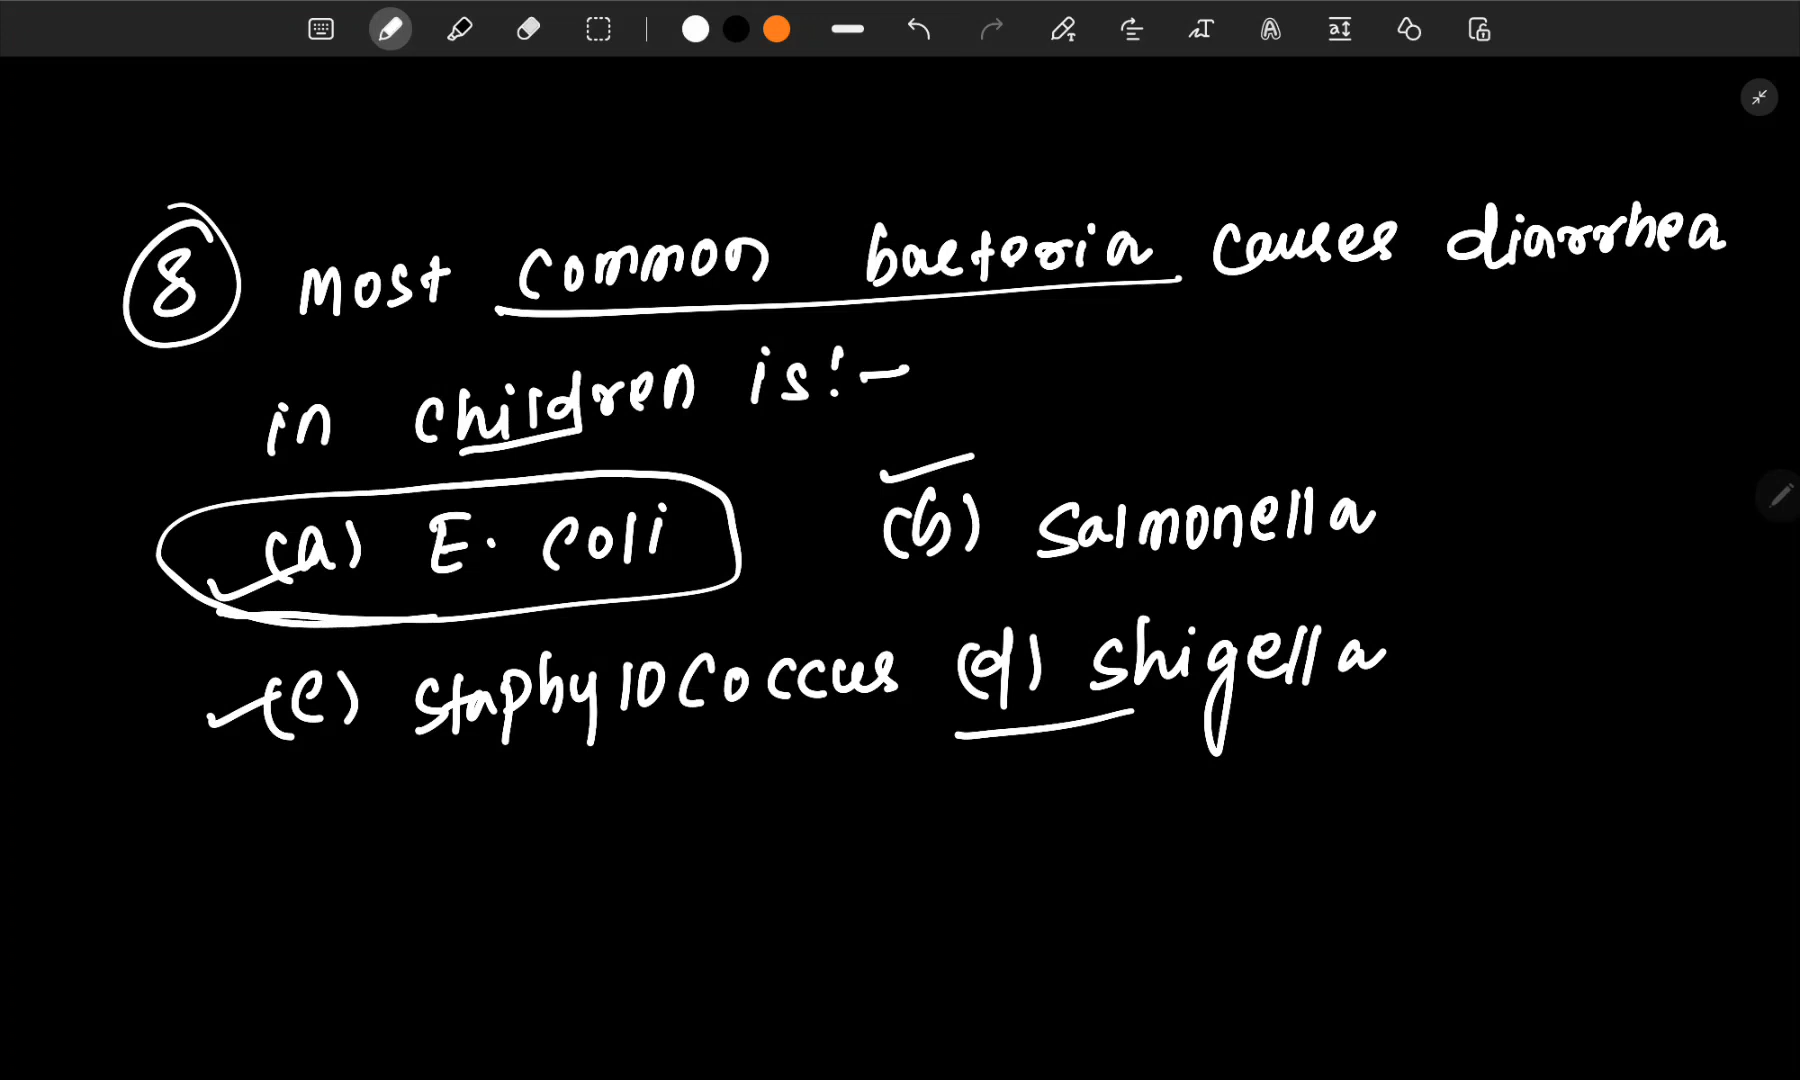 8 Most common bacteria causes diarrhea
in children is:-
(a) E. coli (b) Salmonella
(c) Staphylococcus (d) Shigella